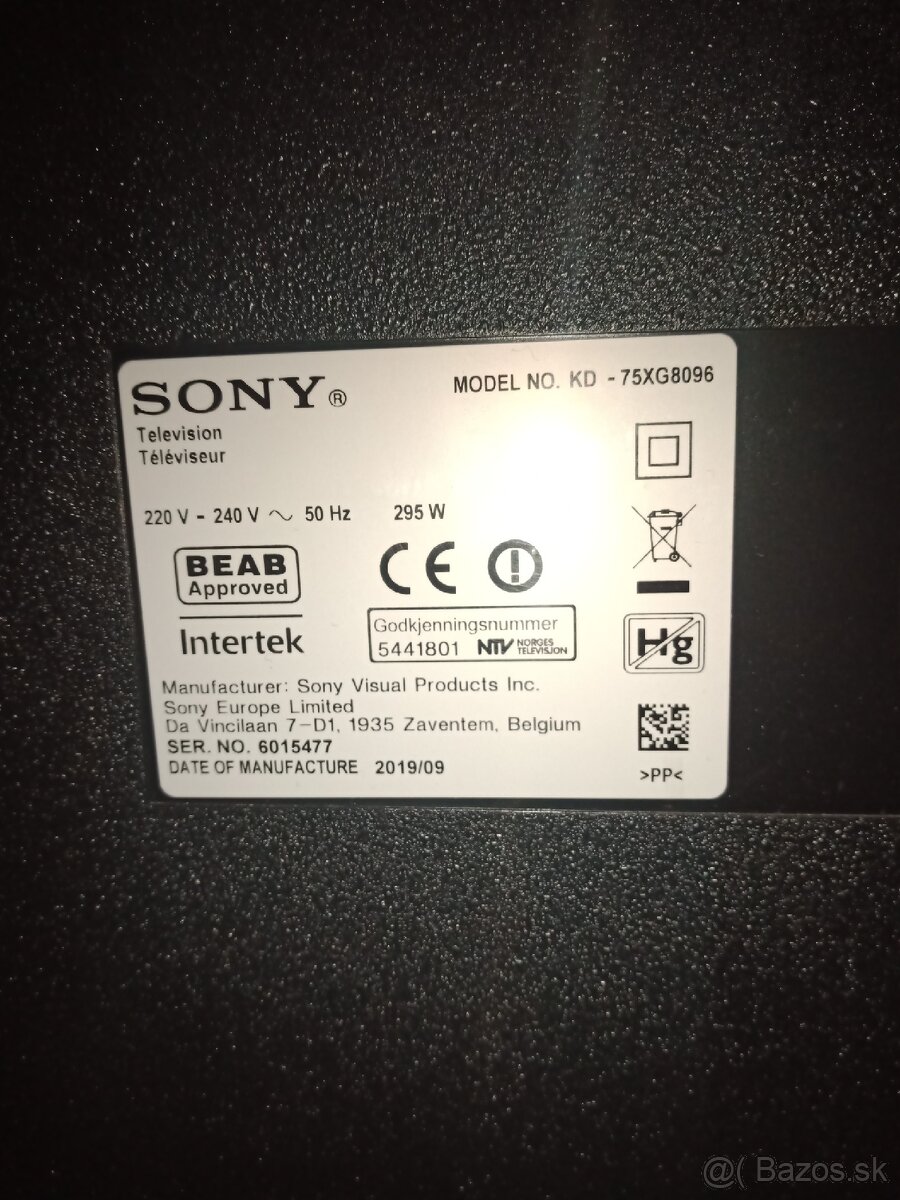 SONY®
MODEL NO. KD - 75XG8096
Television
Téléviseur
220 V - 240 V ~ 50 Hz 295 W
BEAB
Approved
Intertek
CE
Godkjenningsnummer
5441801 NTV NORGES
TELEVISJON
Hg
Manufacturer: Sony Visual Products Inc.
Sony Europe Limited
Da Vincilaan 7-D1, 1935 Zaventem, Belgium
SER. NO. 6015477
DATE OF MANUFACTURE 2019/09
>PP<
@( Bazos.sk